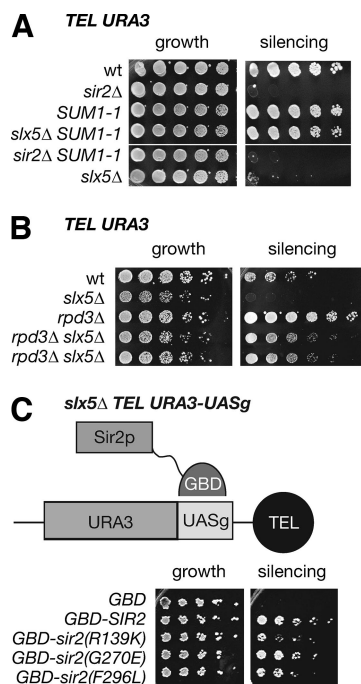 A TEL URA3
growth silencing
wt
sir2Δ
SUM1-1
slx5Δ SUM1-1
sir2Δ SUM1-1
slx5Δ
B TEL URA3
growth silencing
wt
slx5Δ
rpd3Δ
rpd3Δ slx5Δ
rpd3Δ slx5Δ
C slx5Δ TEL URA3-UASg
Sir2p
GBD
URA3 UASg TEL
growth silencing
GBD
GBD-SIR2
GBD-sir2(R139K)
GBD-sir2(G270E)
GBD-sir2(F296L)